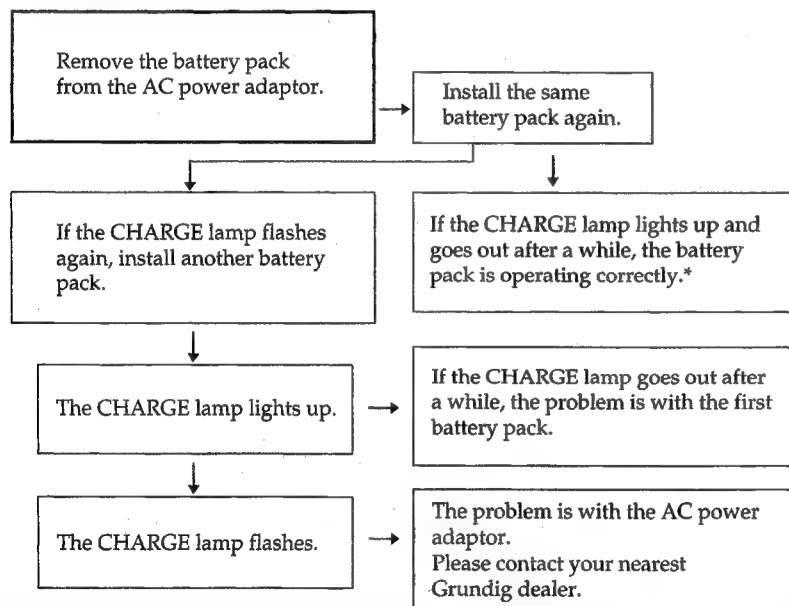 Remove the battery pack
from the AC power adaptor.
Install the same
battery pack again.
If the CHARGE lamp flashes
again, install another battery
pack.
If the CHARGE lamp lights up and
goes out after a while, the battery
pack is operating correctly.*
The CHARGE lamp lights up.
If the CHARGE lamp goes out after
a while, the problem is with the first
battery pack.
The CHARGE lamp flashes.
The problem is with the AC power
adaptor.
Please contact your nearest
Grundig dealer.